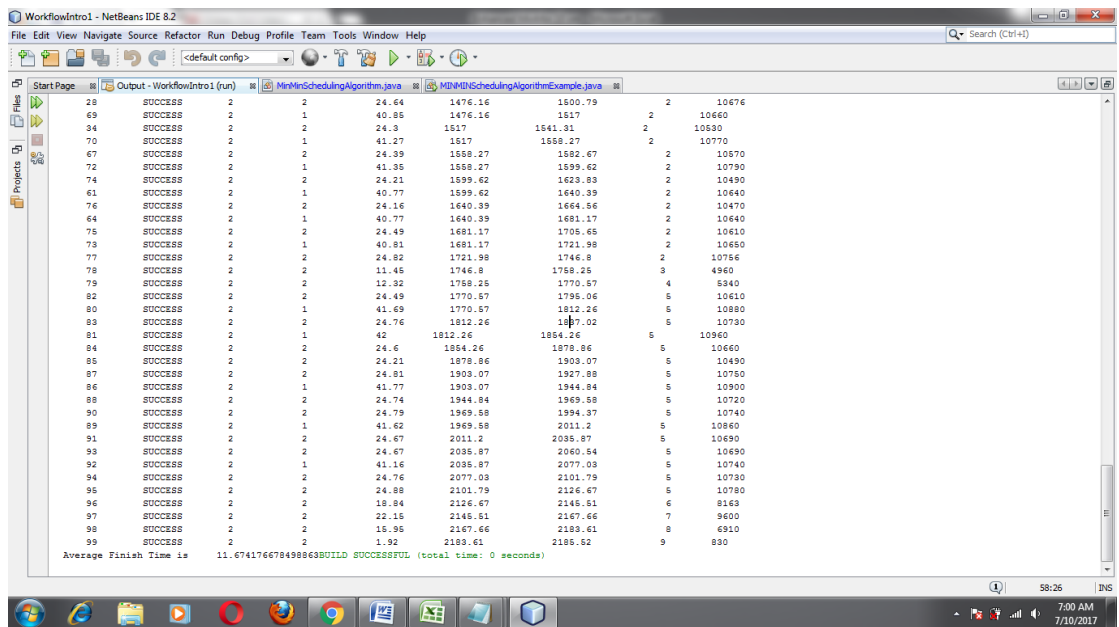 WorkflowIntro1 - NetBeans IDE 8.2
File Edit View Navigate Source Refactor Run Debug Profile Team Tools Window Help
Search (Ctrl+I)
<default config>
Start Page Output - WorkflowIntro1 (run) MinMinSchedulingAlgorithm.java MINMINSchedulingAlgorithmExample.java
Files
Projects
28 SUCCESS 2 2 24.64 1476.16 1500.79 2 10676
69 SUCCESS 2 1 40.85 1476.16 1517 2 10660
34 SUCCESS 2 2 24.3 1517 1541.31 2 10530
70 SUCCESS 2 1 41.27 1517 1558.27 2 10770
67 SUCCESS 2 2 24.39 1558.27 1582.67 2 10570
72 SUCCESS 2 1 41.35 1558.27 1599.62 2 10790
74 SUCCESS 2 2 24.21 1599.62 1623.83 2 10490
61 SUCCESS 2 1 40.77 1599.62 1640.39 2 10640
76 SUCCESS 2 2 24.16 1640.39 1664.56 2 10470
64 SUCCESS 2 1 40.77 1640.39 1681.17 2 10640
75 SUCCESS 2 2 24.49 1681.17 1705.65 2 10610
73 SUCCESS 2 1 40.81 1681.17 1721.98 2 10650
77 SUCCESS 2 2 24.82 1721.98 1746.8 2 10756
78 SUCCESS 2 2 11.45 1746.8 1758.25 3 4960
79 SUCCESS 2 2 12.32 1758.25 1770.57 4 5340
82 SUCCESS 2 2 24.49 1770.57 1795.06 5 10610
80 SUCCESS 2 1 41.69 1770.57 1812.26 5 10880
83 SUCCESS 2 2 24.76 1812.26 1837.02 5 10730
81 SUCCESS 2 1 42 1812.26 1854.26 5 10960
84 SUCCESS 2 2 24.6 1854.26 1878.86 5 10660
85 SUCCESS 2 2 24.21 1878.86 1903.07 5 10490
87 SUCCESS 2 2 24.81 1903.07 1927.88 5 10750
86 SUCCESS 2 1 41.77 1903.07 1944.84 5 10900
88 SUCCESS 2 2 24.74 1944.84 1969.58 5 10720
90 SUCCESS 2 2 24.79 1969.58 1994.37 5 10740
89 SUCCESS 2 1 41.62 1969.58 2011.2 5 10860
91 SUCCESS 2 2 24.67 2011.2 2035.87 5 10690
93 SUCCESS 2 2 24.67 2035.87 2060.54 5 10690
92 SUCCESS 2 1 41.16 2035.87 2077.03 5 10740
94 SUCCESS 2 2 24.76 2077.03 2101.79 5 10730
95 SUCCESS 2 2 24.88 2101.79 2126.67 5 10780
96 SUCCESS 2 2 18.84 2126.67 2145.51 6 8163
97 SUCCESS 2 2 22.15 2145.51 2167.66 7 9600
98 SUCCESS 2 2 15.95 2167.66 2183.61 8 6910
99 SUCCESS 2 2 1.92 2183.61 2185.52 9 830
Average Finish Time is 11.674176678498863BUILD SUCCESSFUL (total time: 0 seconds)
1 58:26 INS
7:00 AM
7/10/2017